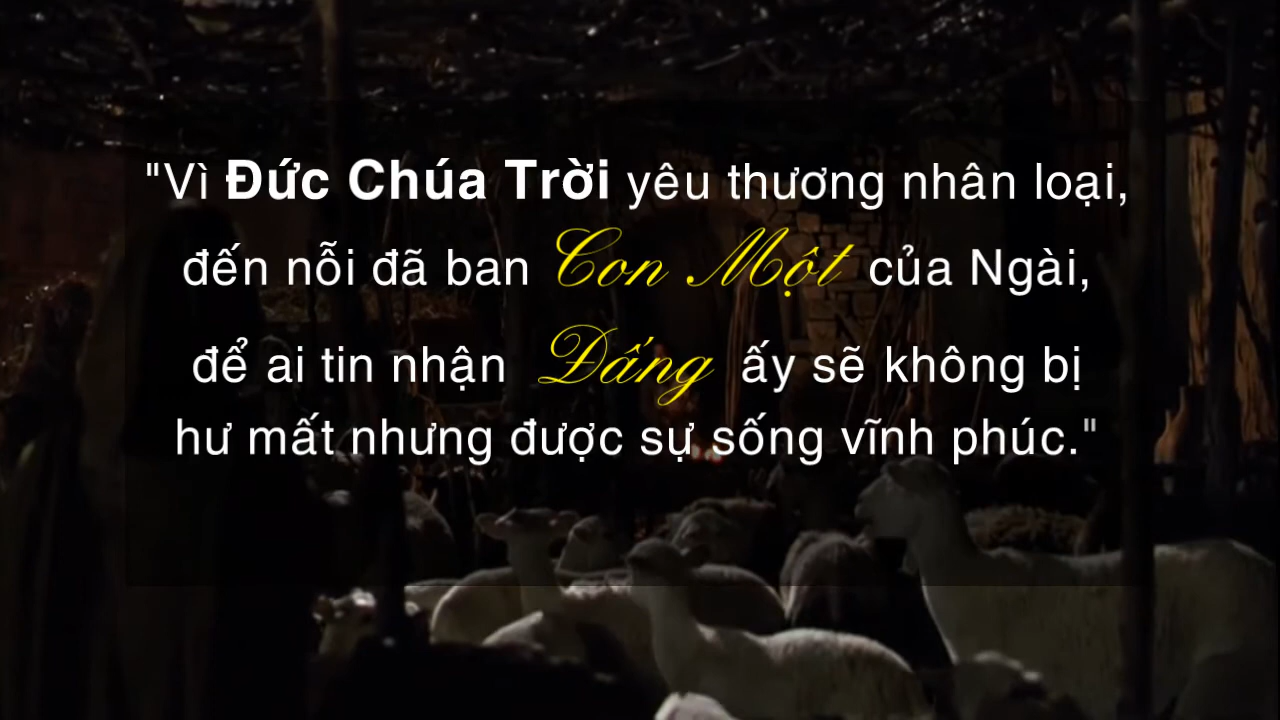 "Vì Đức Chúa Trời yêu thương nhân loại,
đến nỗi đã ban Con Một của Ngài,
để ai tin nhận Đấng ấy sẽ không bị
hư mất nhưng được sự sống vĩnh phúc."